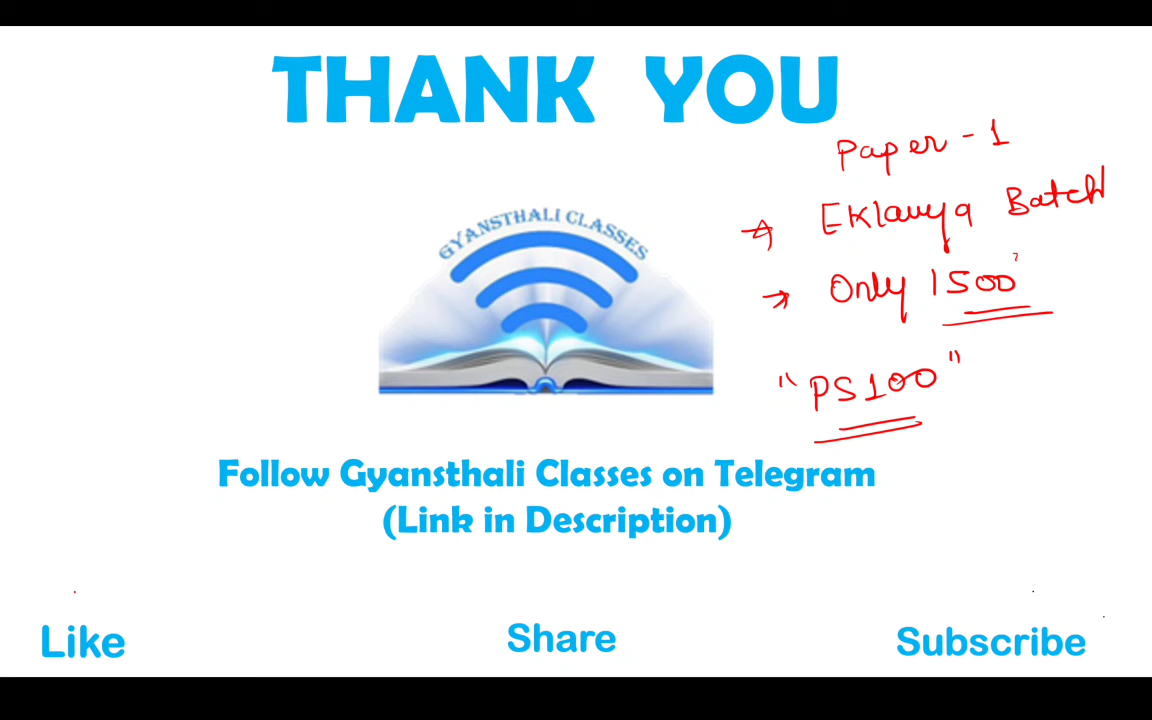 THANK YOU
Paper - 1
Eklavya Batch
GYANSTHALI CLASSES
→ Only 1500
"PS100"
Follow Gyansthali Classes on Telegram
(Link in Description)
Like
Share
Subscribe